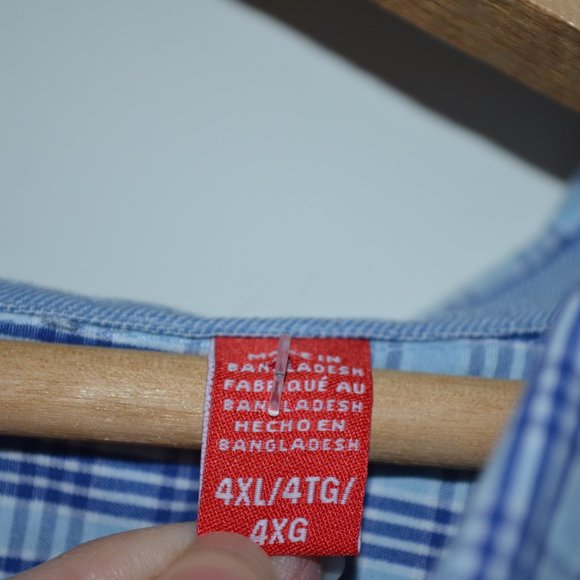 MADE IN
BANGLADESH
FABRIQUÉ AU
BANGLADESH
HECHO EN
BANGLADESH
4XL/4TG/
4XG